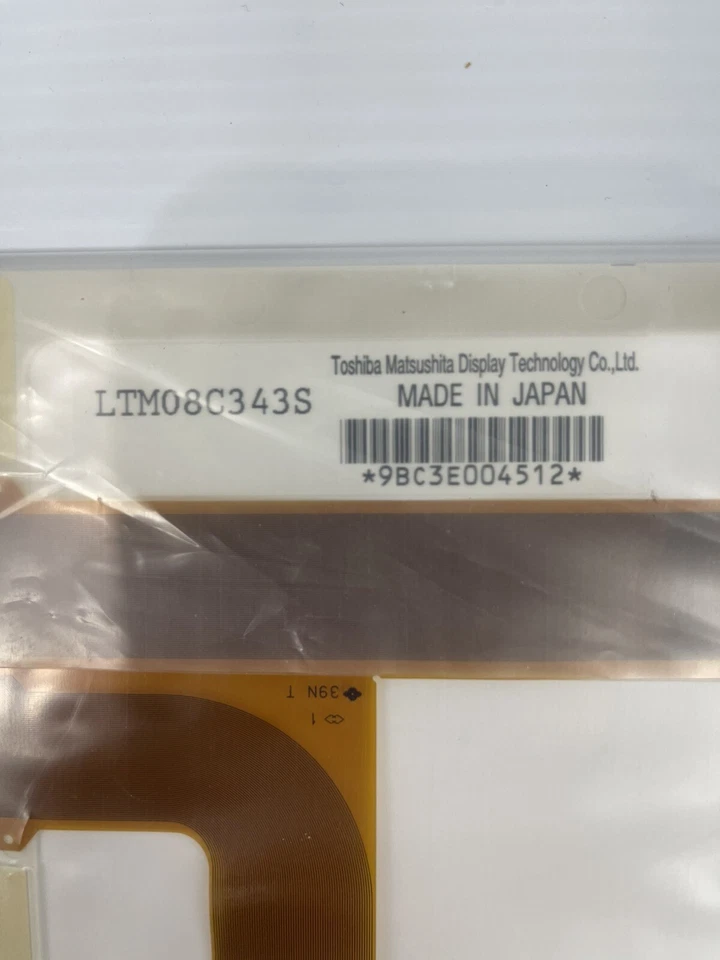 Toshiba Matsushita Display Technology Co.,Ltd.
LTM08C343S
MADE IN JAPAN
*9BC3E004512*
39N T
1